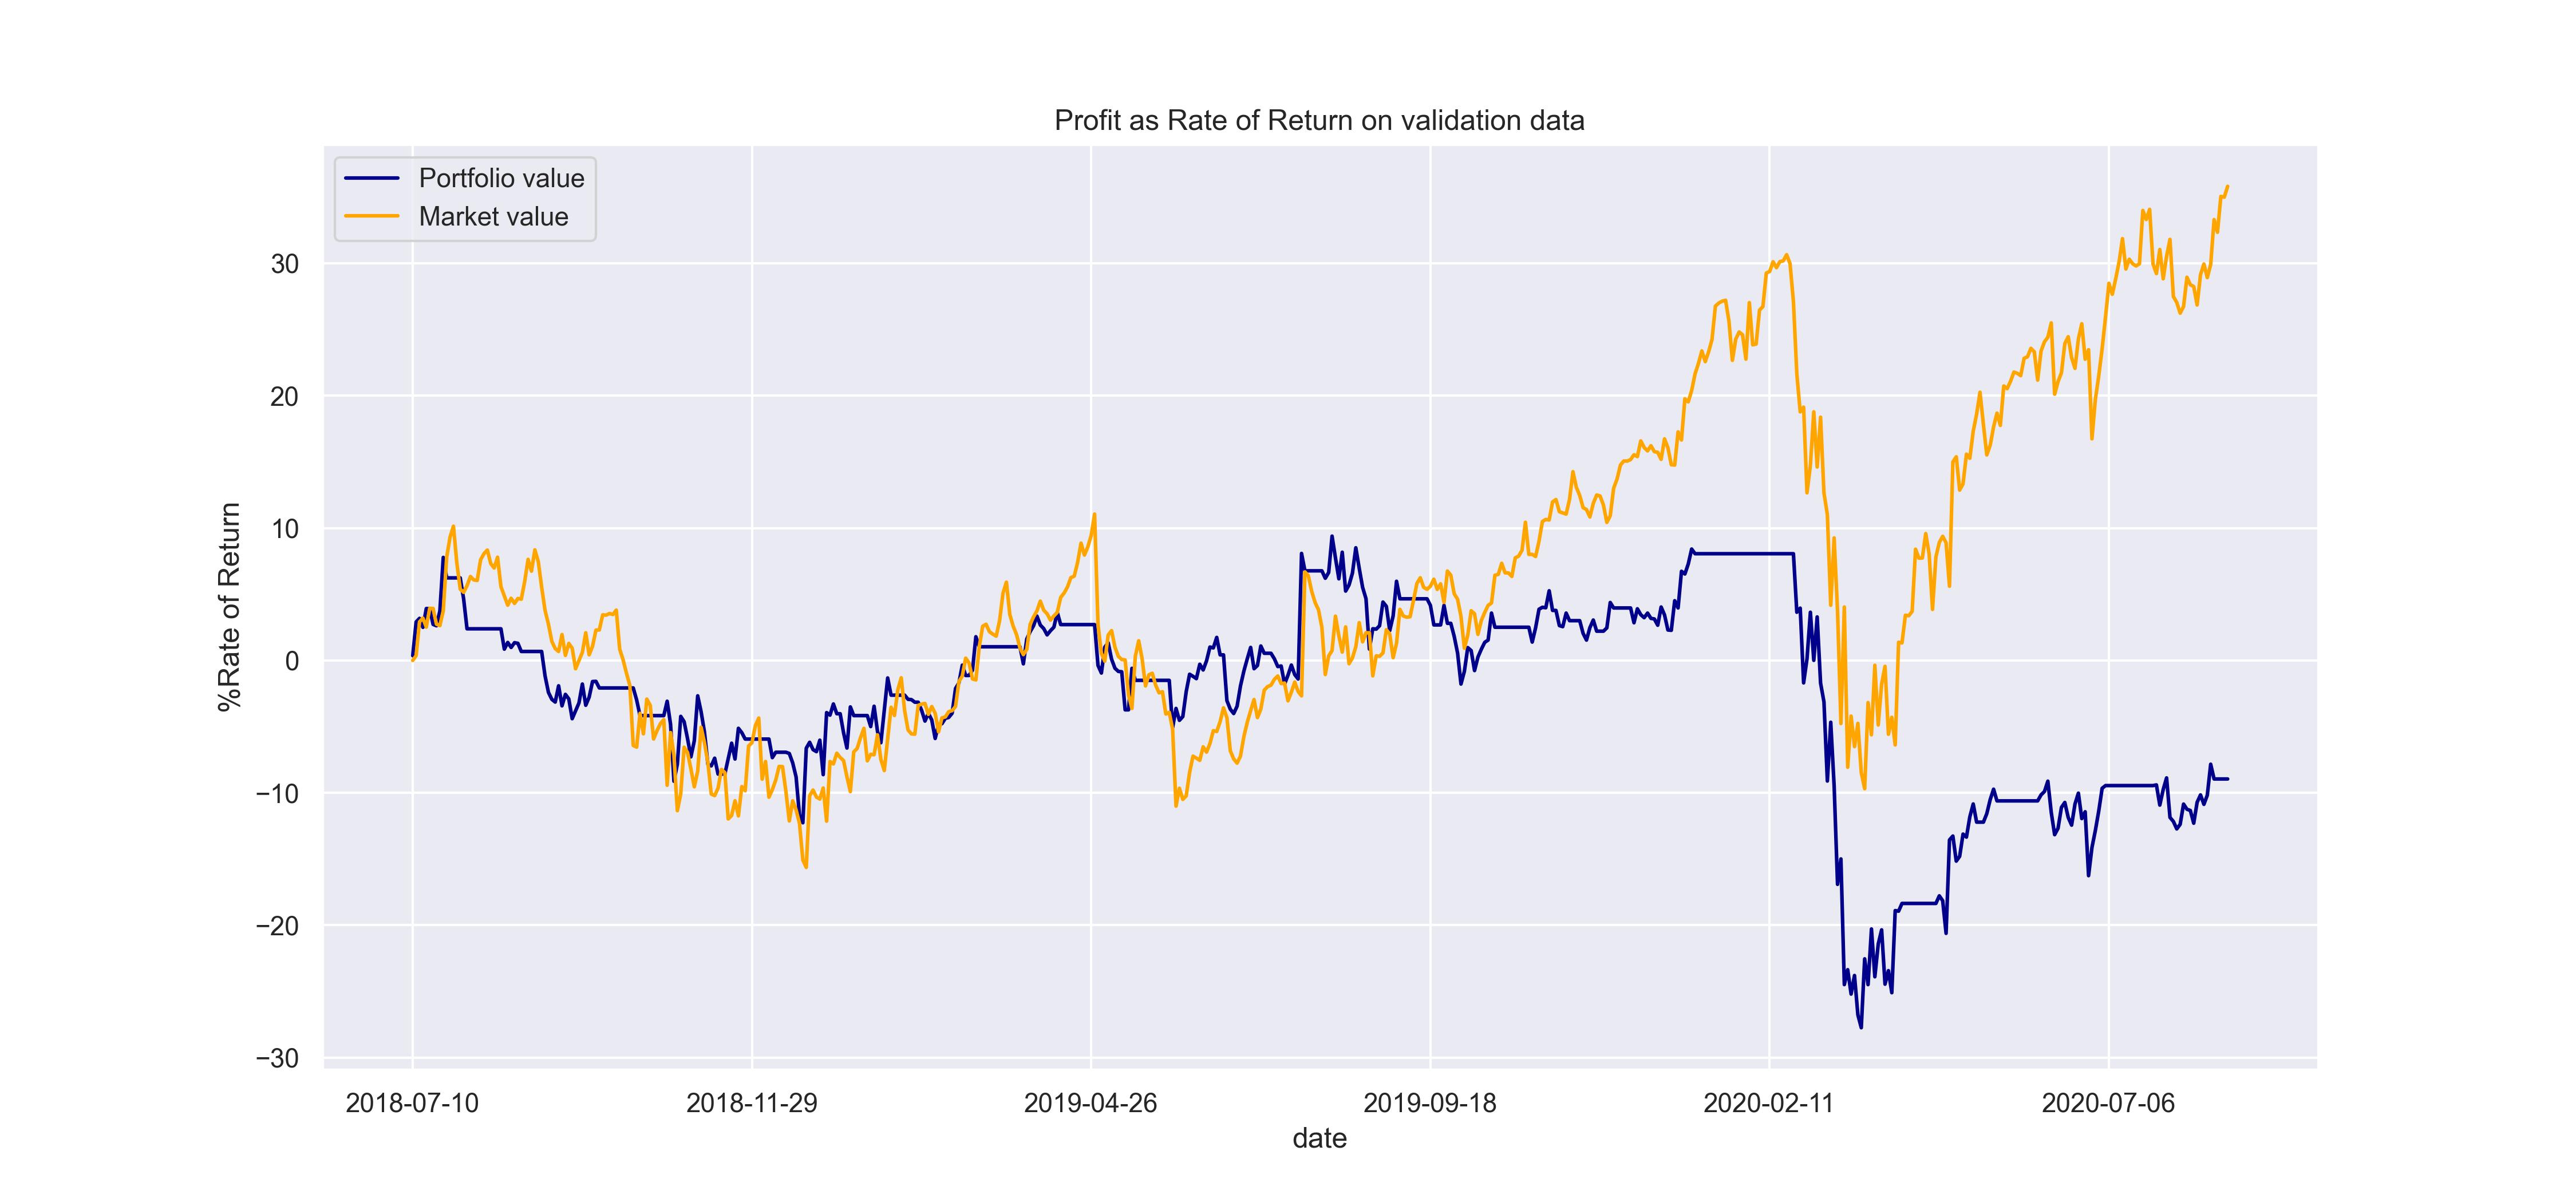 Profit as Rate of Return on validation data
Portfolio value
Market value
%Rate of Return
30
20
10
0
−10
−20
−30
2018-07-10
2018-11-29
2019-04-26
2019-09-18
2020-02-11
2020-07-06
date